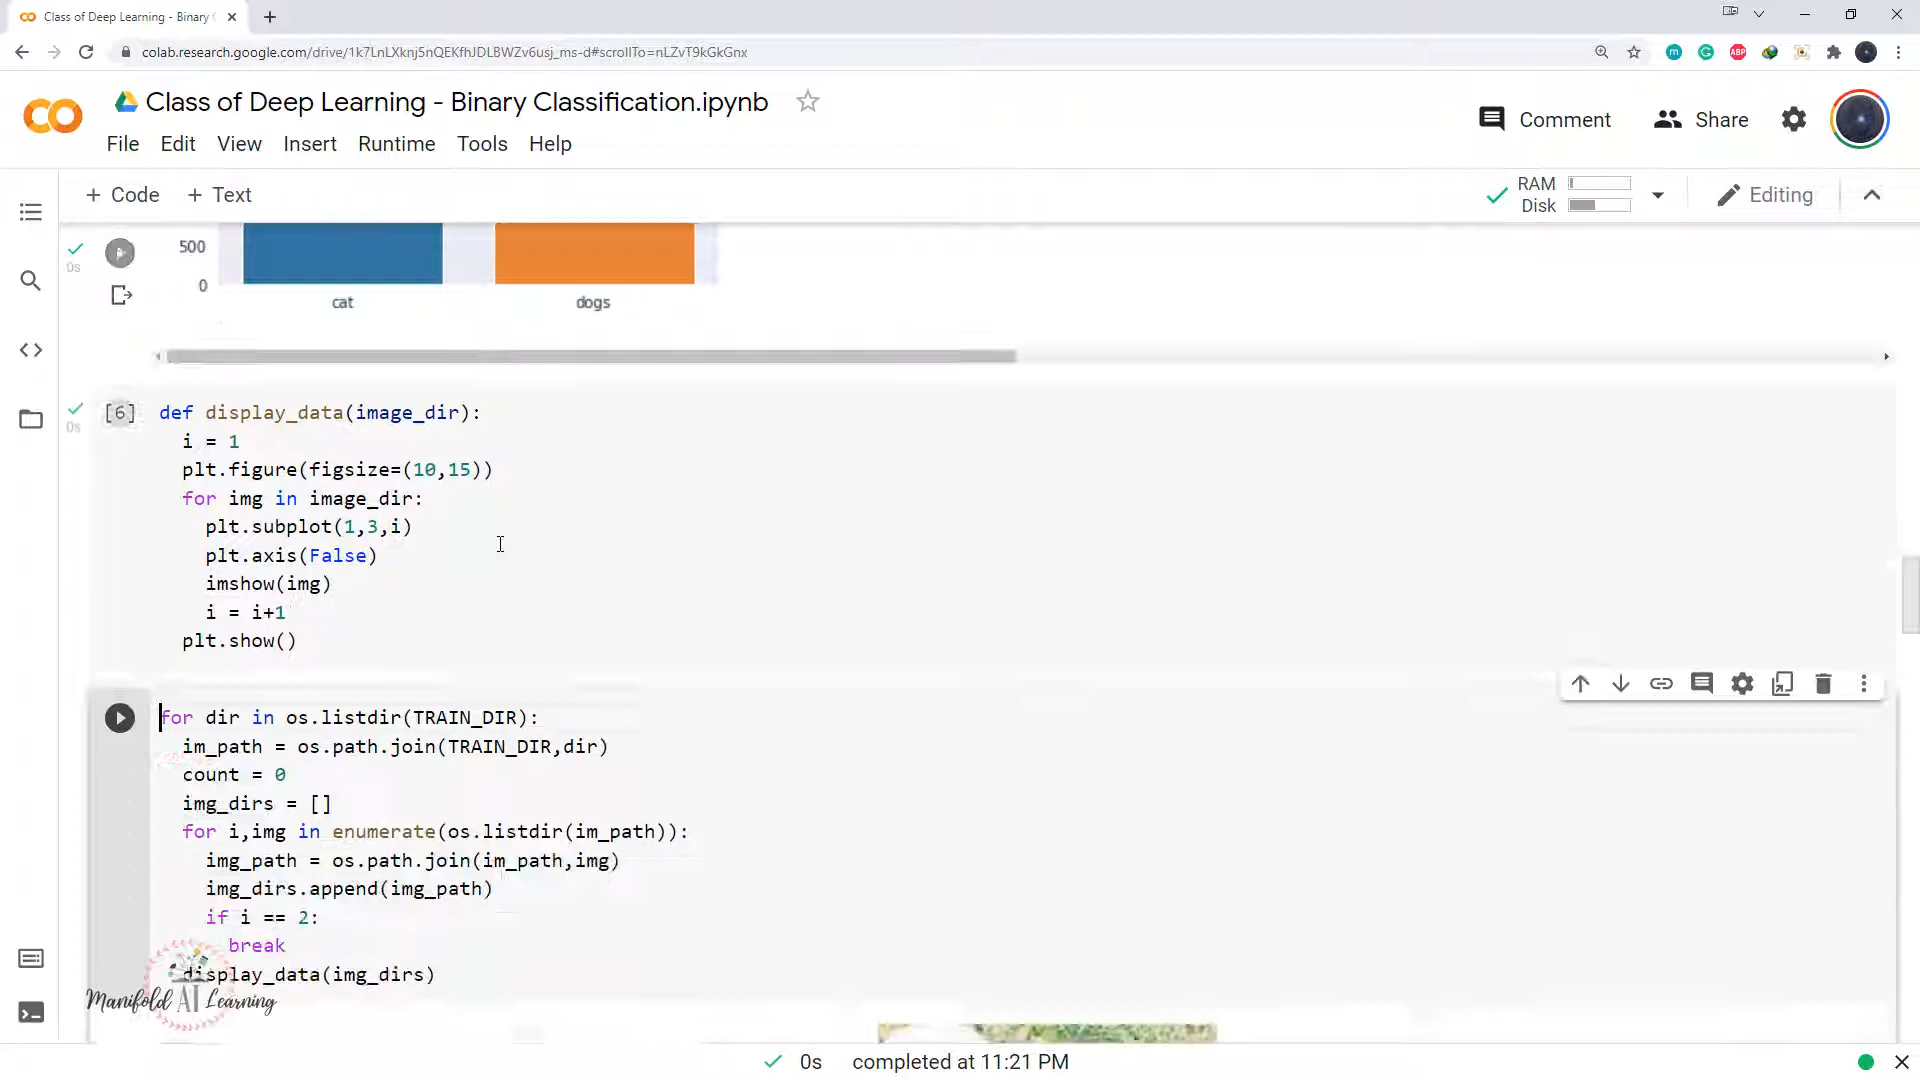 Class of Deep Learning - Binary C
colab.research.google.com/drive/1k7LnLXknj5nQEKfhJDLBWZv6usj_ms-d#scrollTo=nLZvT9kGkGnx
ABP
Class of Deep Learning - Binary Classification.ipynb
Comment
Share
File Edit View Insert Runtime Tools Help
+ Code + Text
RAM
Disk
Editing
500
0
cat
dogs
0s
[6]
0s
def display_data(image_dir):
  i = 1
  plt.figure(figsize=(10,15))
  for img in image_dir:
    plt.subplot(1,3,i)
    plt.axis(False)
    imshow(img)
    i = i+1
  plt.show()
for dir in os.listdir(TRAIN_DIR):
  im_path = os.path.join(TRAIN_DIR,dir)
  count = 0
  img_dirs = []
  for i,img in enumerate(os.listdir(im_path)):
    img_path = os.path.join(im_path,img)
    img_dirs.append(img_path)
    if i == 2:
      break
  display_data(img_dirs)
Manifold AI Learning
0s completed at 11:21 PM